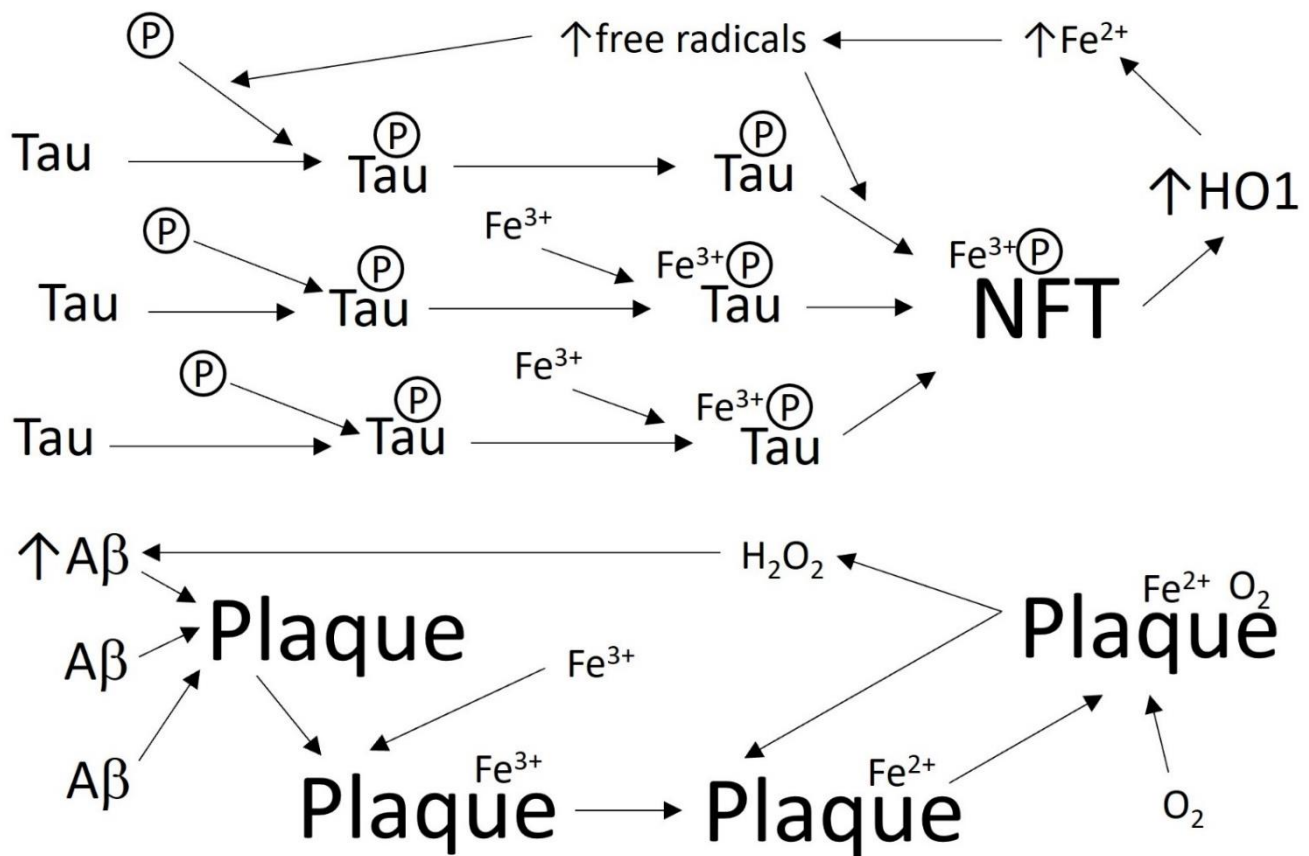 P ↑free radicals ↑Fe²⁺
P P
Tau Tau Tau ↑HO1
P Fe³⁺
P Fe³⁺ P Fe³⁺ P
Tau Tau Tau NFT
P Fe³⁺
P Fe³⁺ P
Tau Tau Tau
↑Aβ H₂O₂ Fe²⁺ O₂
Plaque Plaque
Aβ Fe³⁺
Fe³⁺ Fe²⁺
Aβ Plaque Plaque O₂